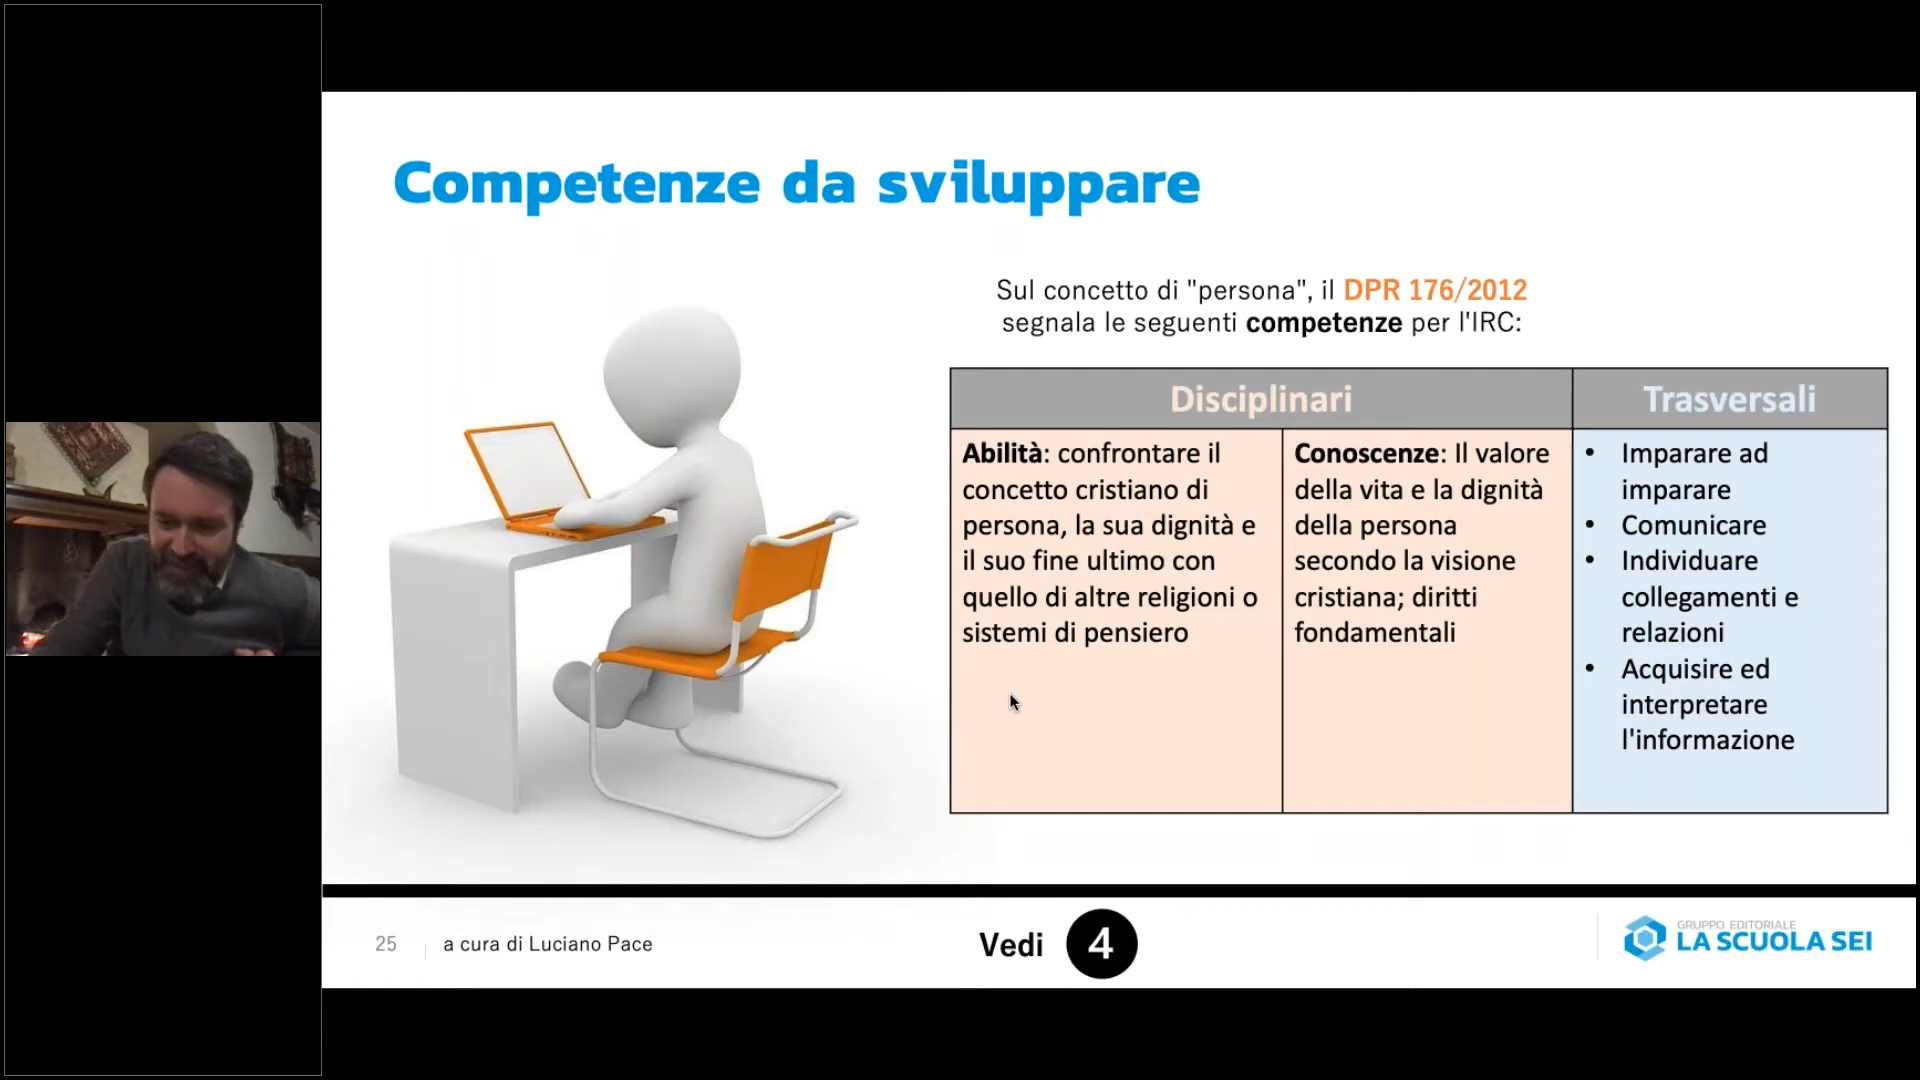 Competenze da sviluppare
Sul concetto di "persona", il DPR 176/2012
segnala le seguenti competenze per l'IRC:
Disciplinari
Trasversali
Abilità: confrontare il
concetto cristiano di
persona, la sua dignità e
il suo fine ultimo con
quello di altre religioni o
sistemi di pensiero
Conoscenze: Il valore
della vita e la dignità
della persona
secondo la visione
cristiana; diritti
fondamentali
• Imparare ad
imparare
• Comunicare
• Individuare
collegamenti e
relazioni
• Acquisire ed
interpretare
l'informazione
25
a cura di Luciano Pace
Vedi 4
GRUPPO EDITORIALE
LA SCUOLA SEI